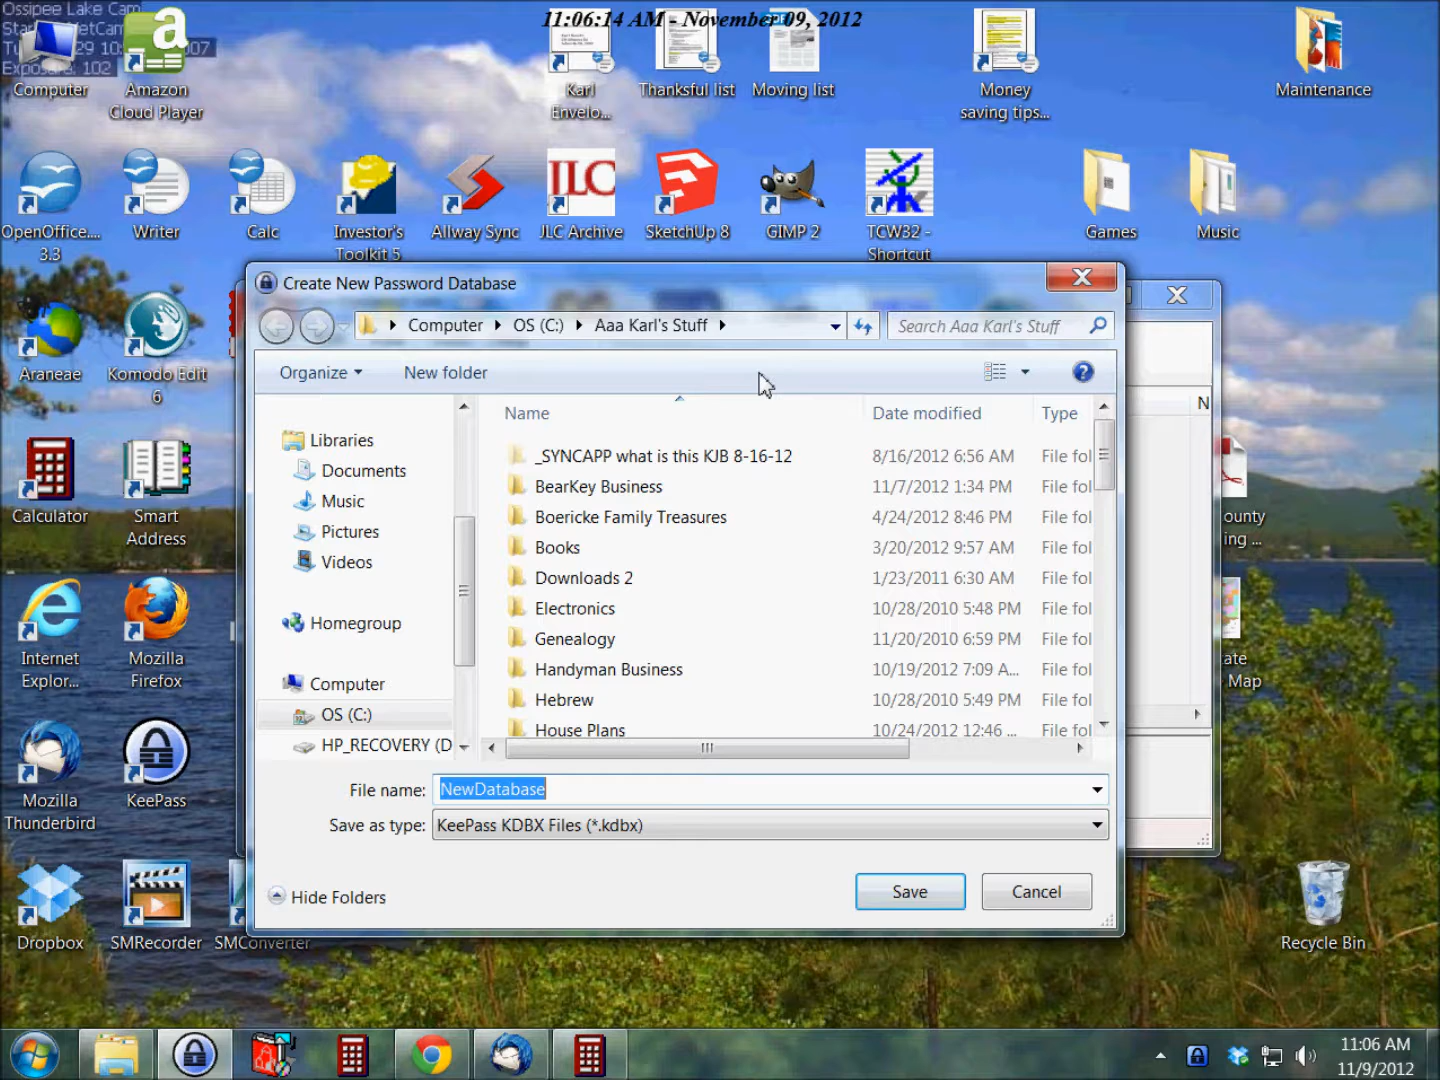 Ossipee Lake Cam
11:06:14 AM - November 09, 2012
Exposure: 102
Computer
Amazon
Cloud Player
Karl
Envelo...
Thanksful list
Moving list
Money
saving tips...
Maintenance
OpenOffice....
3.3
Writer
Calc
Investor's
Toolkit 5
Allway Sync
JLC
JLC Archive
SketchUp 8
GIMP 2
TCW32 -
Shortcut
Games
Music
Create New Password Database
Computer
OS (C:)
Aaa Karl's Stuff
Search Aaa Karl's Stuff
Organize
New folder
Name
Date modified
Type
N
Libraries
Documents
Music
Pictures
Videos
Homegroup
Computer
OS (C:)
HP_RECOVERY (D
_SYNCAPP what is this KJB 8-16-12 8/16/2012 6:56 AM File fol
BearKey Business 11/7/2012 1:34 PM File fol
Boericke Family Treasures 4/24/2012 8:46 PM File fol
Books 3/20/2012 9:57 AM File fol
Downloads 2 1/23/2011 6:30 AM File fol
Electronics 10/28/2010 5:48 PM File fol
Genealogy 11/20/2010 6:59 PM File fol
Handyman Business 10/19/2012 7:09 A... File fol
Hebrew 10/28/2010 5:49 PM File fol
House Plans 10/24/2012 12:46 ... File fol
File name: NewDatabase
Save as type: KeePass KDBX Files (*.kdbx)
Hide Folders
Save
Cancel
Araneae
Komodo Edit
6
Calculator
Smart
Address
ounty
ing ...
Internet
Explor...
Mozilla
Firefox
ate
Map
Mozilla
Thunderbird
KeePass
Dropbox
SMRecorder
SMConverter
Recycle Bin
11:06 AM
11/9/2012